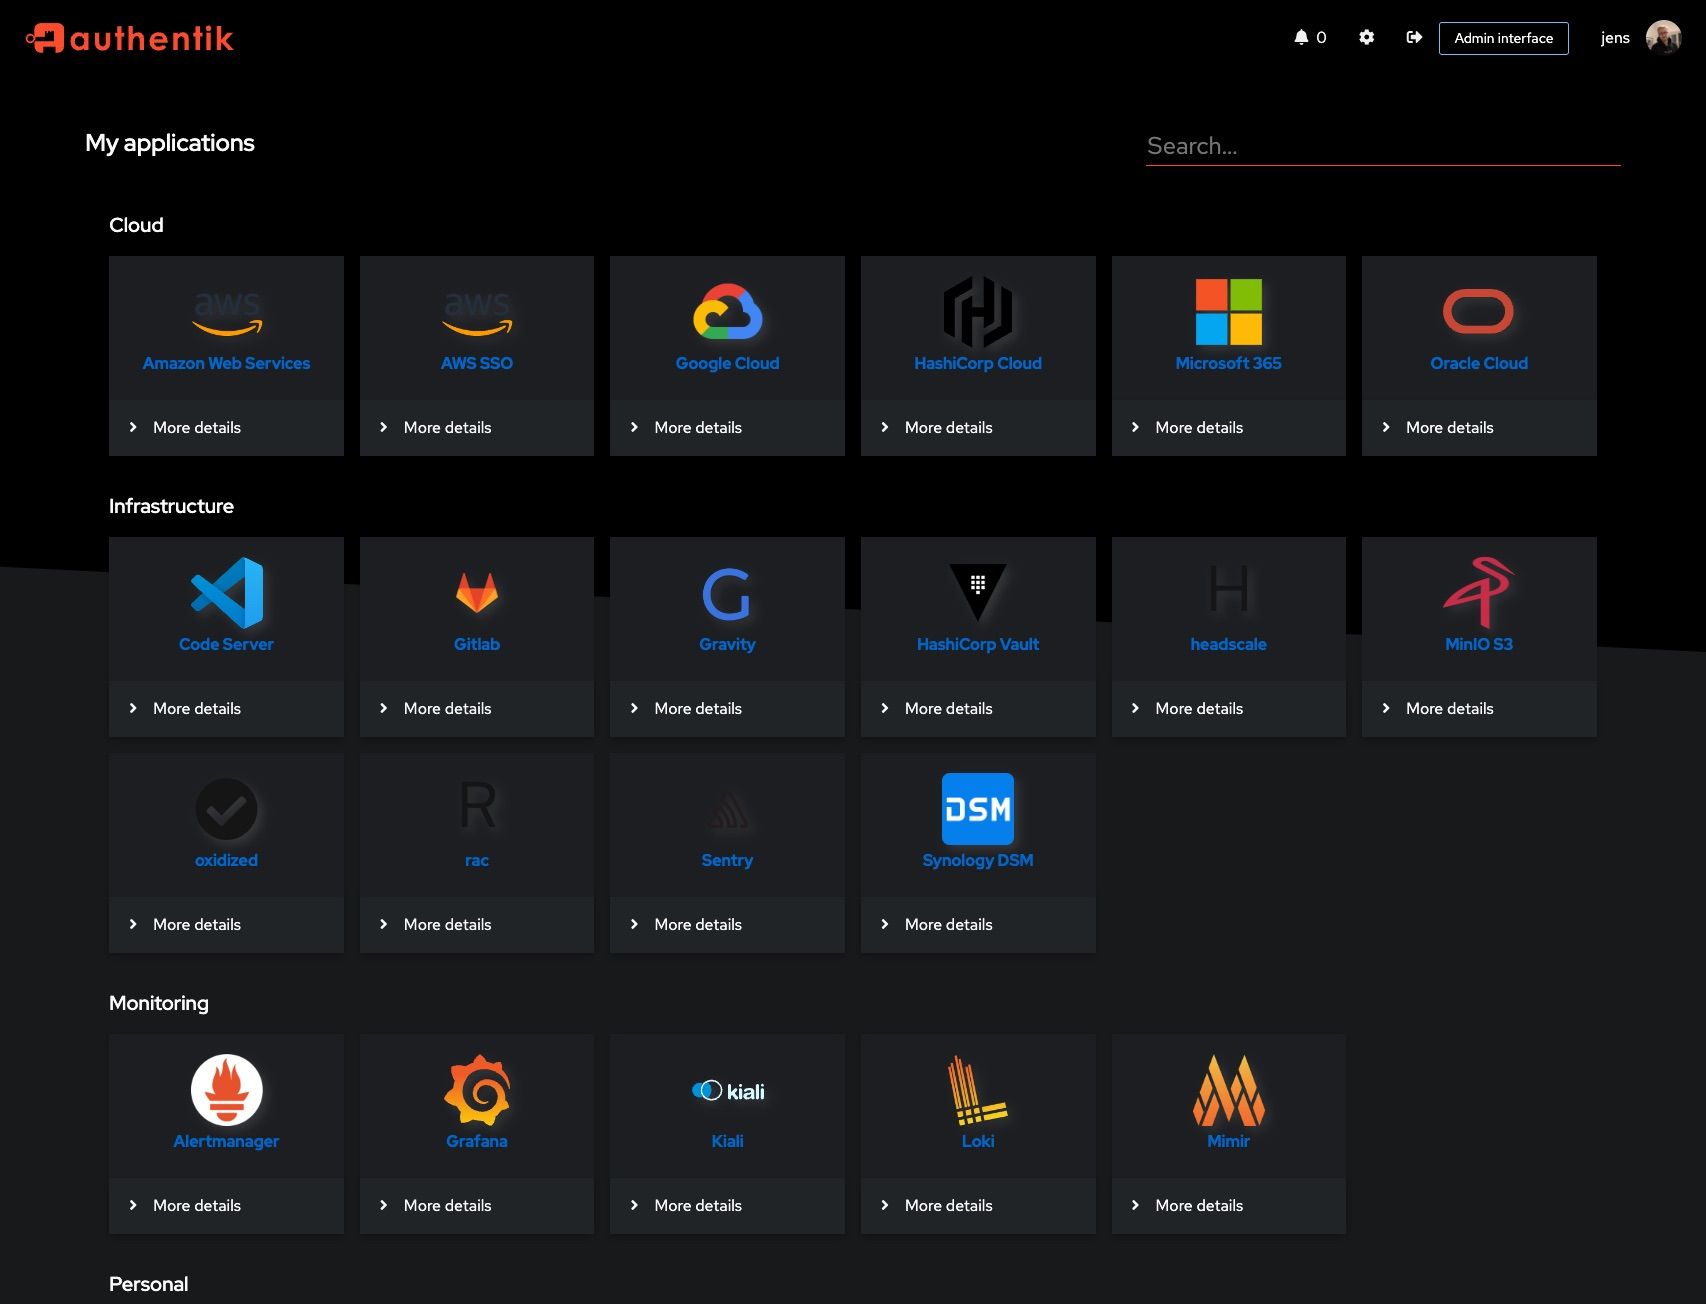 authentik
0
Admin interface
jens
My applications
Search...
Cloud
aws
aws
Amazon Web Services
AWS SSO
Google Cloud
HashiCorp Cloud
Microsoft 365
Oracle Cloud
More details
More details
More details
More details
More details
More details
Infrastructure
H
Code Server
Gitlab
Gravity
HashiCorp Vault
headscale
MinIO S3
More details
More details
More details
More details
More details
More details
R
DSM
oxidized
rac
Sentry
Synology DSM
More details
More details
More details
More details
Monitoring
kiali
Alertmanager
Grafana
Kiali
Loki
Mimir
More details
More details
More details
More details
More details
Personal